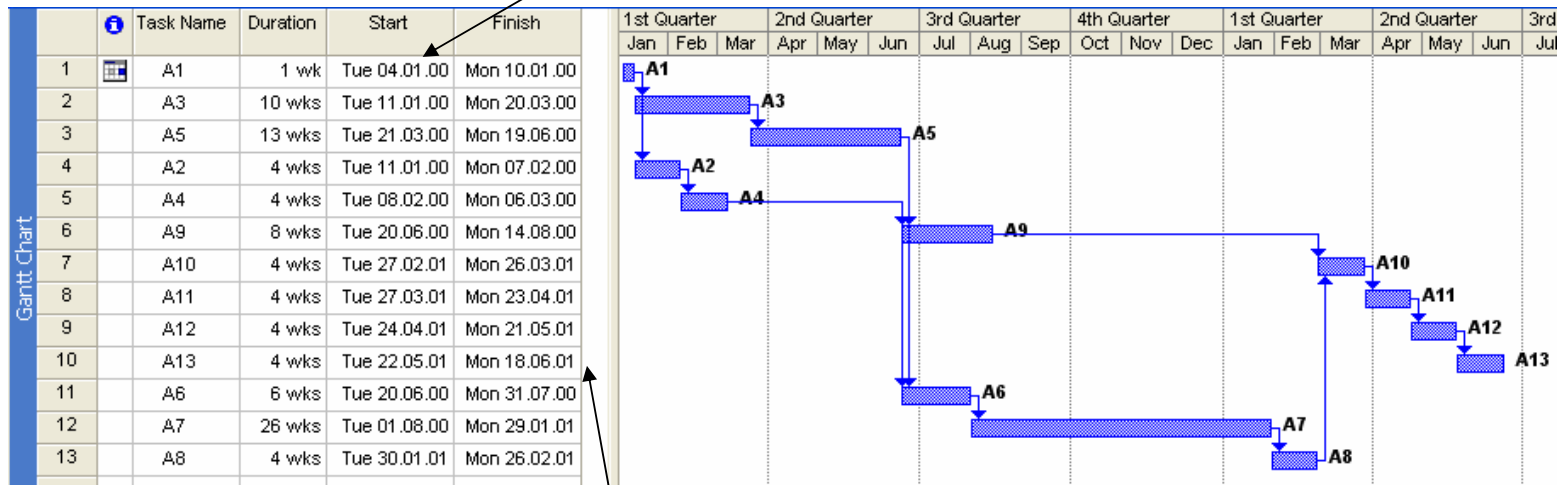 Task Name Duration Start Finish 1st Quarter 2nd Quarter 3rd Quarter 4th Quarter 1st Quarter 2nd Quarter 3rd
Jan Feb Mar Apr May Jun Jul Aug Sep Oct Nov Dec Jan Feb Mar Apr May Jun Jul
1 A1 1 wk Tue 04.01.00 Mon 10.01.00 A1
2 A3 10 wks Tue 11.01.00 Mon 20.03.00 A3
3 A5 13 wks Tue 21.03.00 Mon 19.06.00 A5
4 A2 4 wks Tue 11.01.00 Mon 07.02.00 A2
5 A4 4 wks Tue 08.02.00 Mon 06.03.00 A4
6 A9 8 wks Tue 20.06.00 Mon 14.08.00 A9
7 A10 4 wks Tue 27.02.01 Mon 26.03.01 A10
8 A11 4 wks Tue 27.03.01 Mon 23.04.01 A11
9 A12 4 wks Tue 24.04.01 Mon 21.05.01 A12
10 A13 4 wks Tue 22.05.01 Mon 18.06.01 A13
11 A6 6 wks Tue 20.06.00 Mon 31.07.00 A6
12 A7 26 wks Tue 01.08.00 Mon 29.01.01 A7
13 A8 4 wks Tue 30.01.01 Mon 26.02.01 A8
Gantt Chart